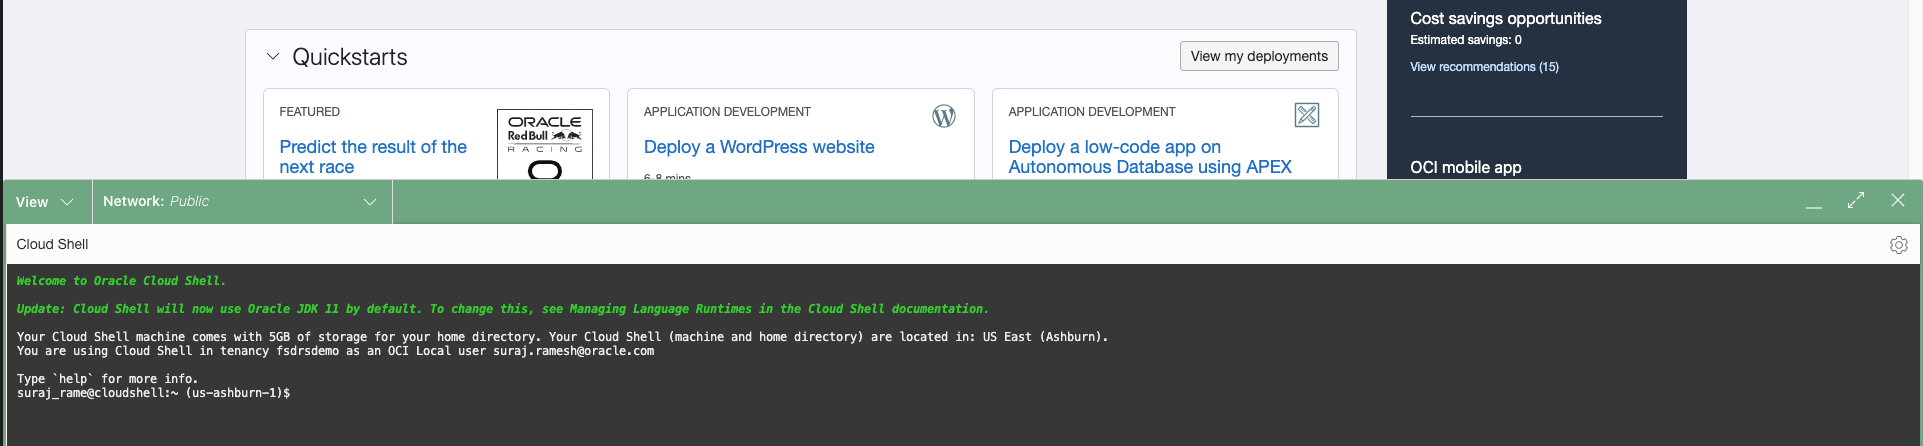 Quickstarts
View my deployments
FEATURED
Predict the result of the
next race
ORACLE
Red Bull
RACING
APPLICATION DEVELOPMENT
Deploy a WordPress website
6-8 mins
APPLICATION DEVELOPMENT
Deploy a low-code app on
Autonomous Database using APEX
Cost savings opportunities
Estimated savings: 0
View recommendations (15)
OCI mobile app
View
Network: Public
Cloud Shell
Welcome to Oracle Cloud Shell.
Update: Cloud Shell will now use Oracle JDK 11 by default. To change this, see Managing Language Runtimes in the Cloud Shell documentation.
Your Cloud Shell machine comes with 5GB of storage for your home directory. Your Cloud Shell (machine and home directory) are located in: US East (Ashburn).
You are using Cloud Shell in tenancy fsdrsdemo as an OCI Local user suraj.ramesh@oracle.com
Type `help` for more info.
suraj_rame@cloudshell:~ (us-ashburn-1)$